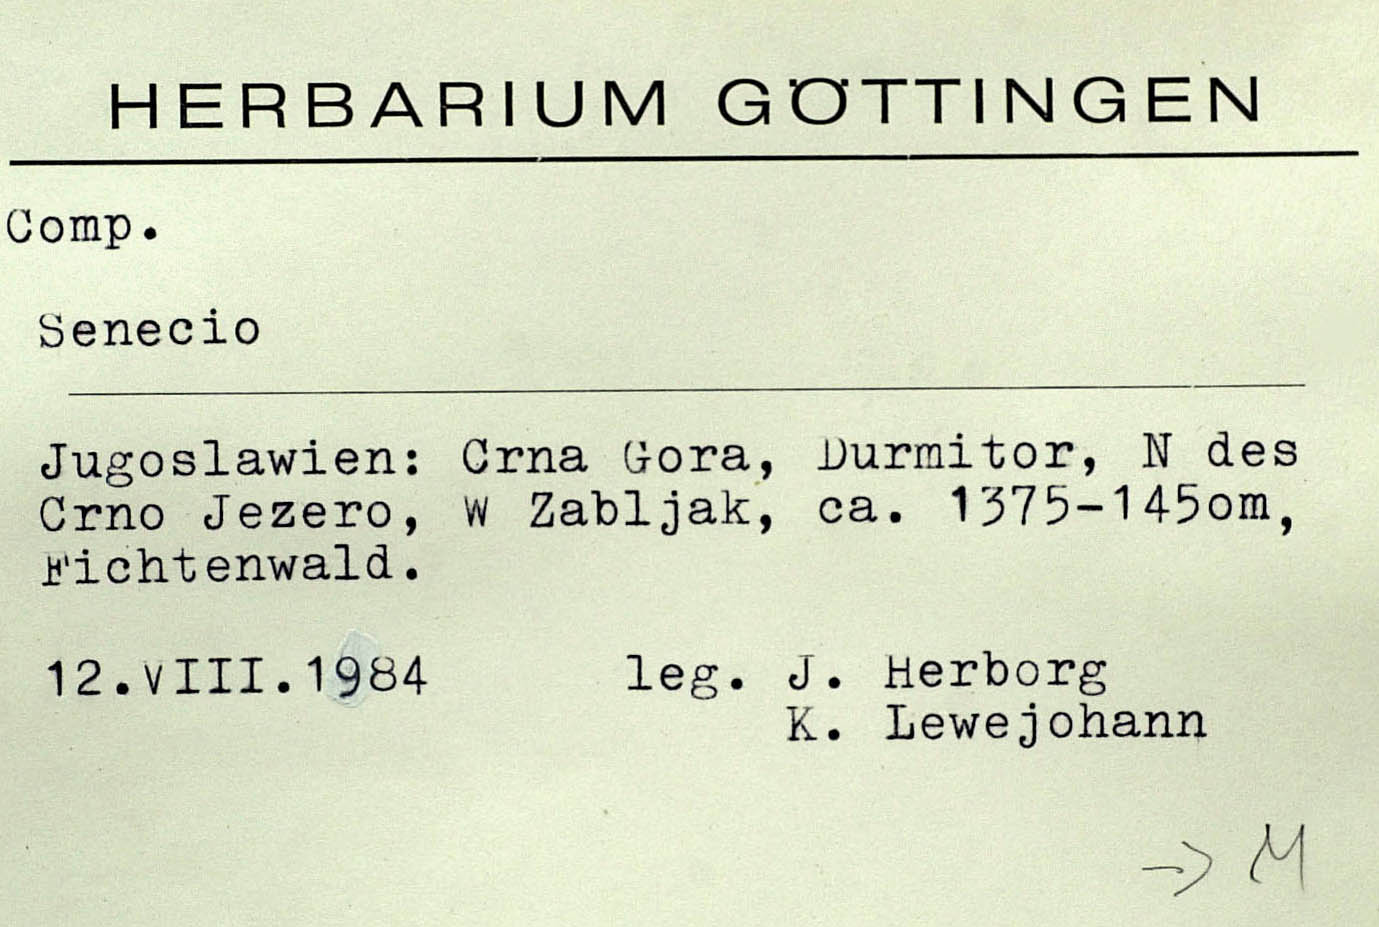 HERBARIUM GÖTTINGEN
Comp.
Senecio
Jugoslawien: Crna Gora, Durmitor, N des
Crno Jezero, W Zabljak, ca. 1375-145om,
Fichtenwald.
12.VIII.1984 leg. J. Herborg
K. Lewejohann
→ M